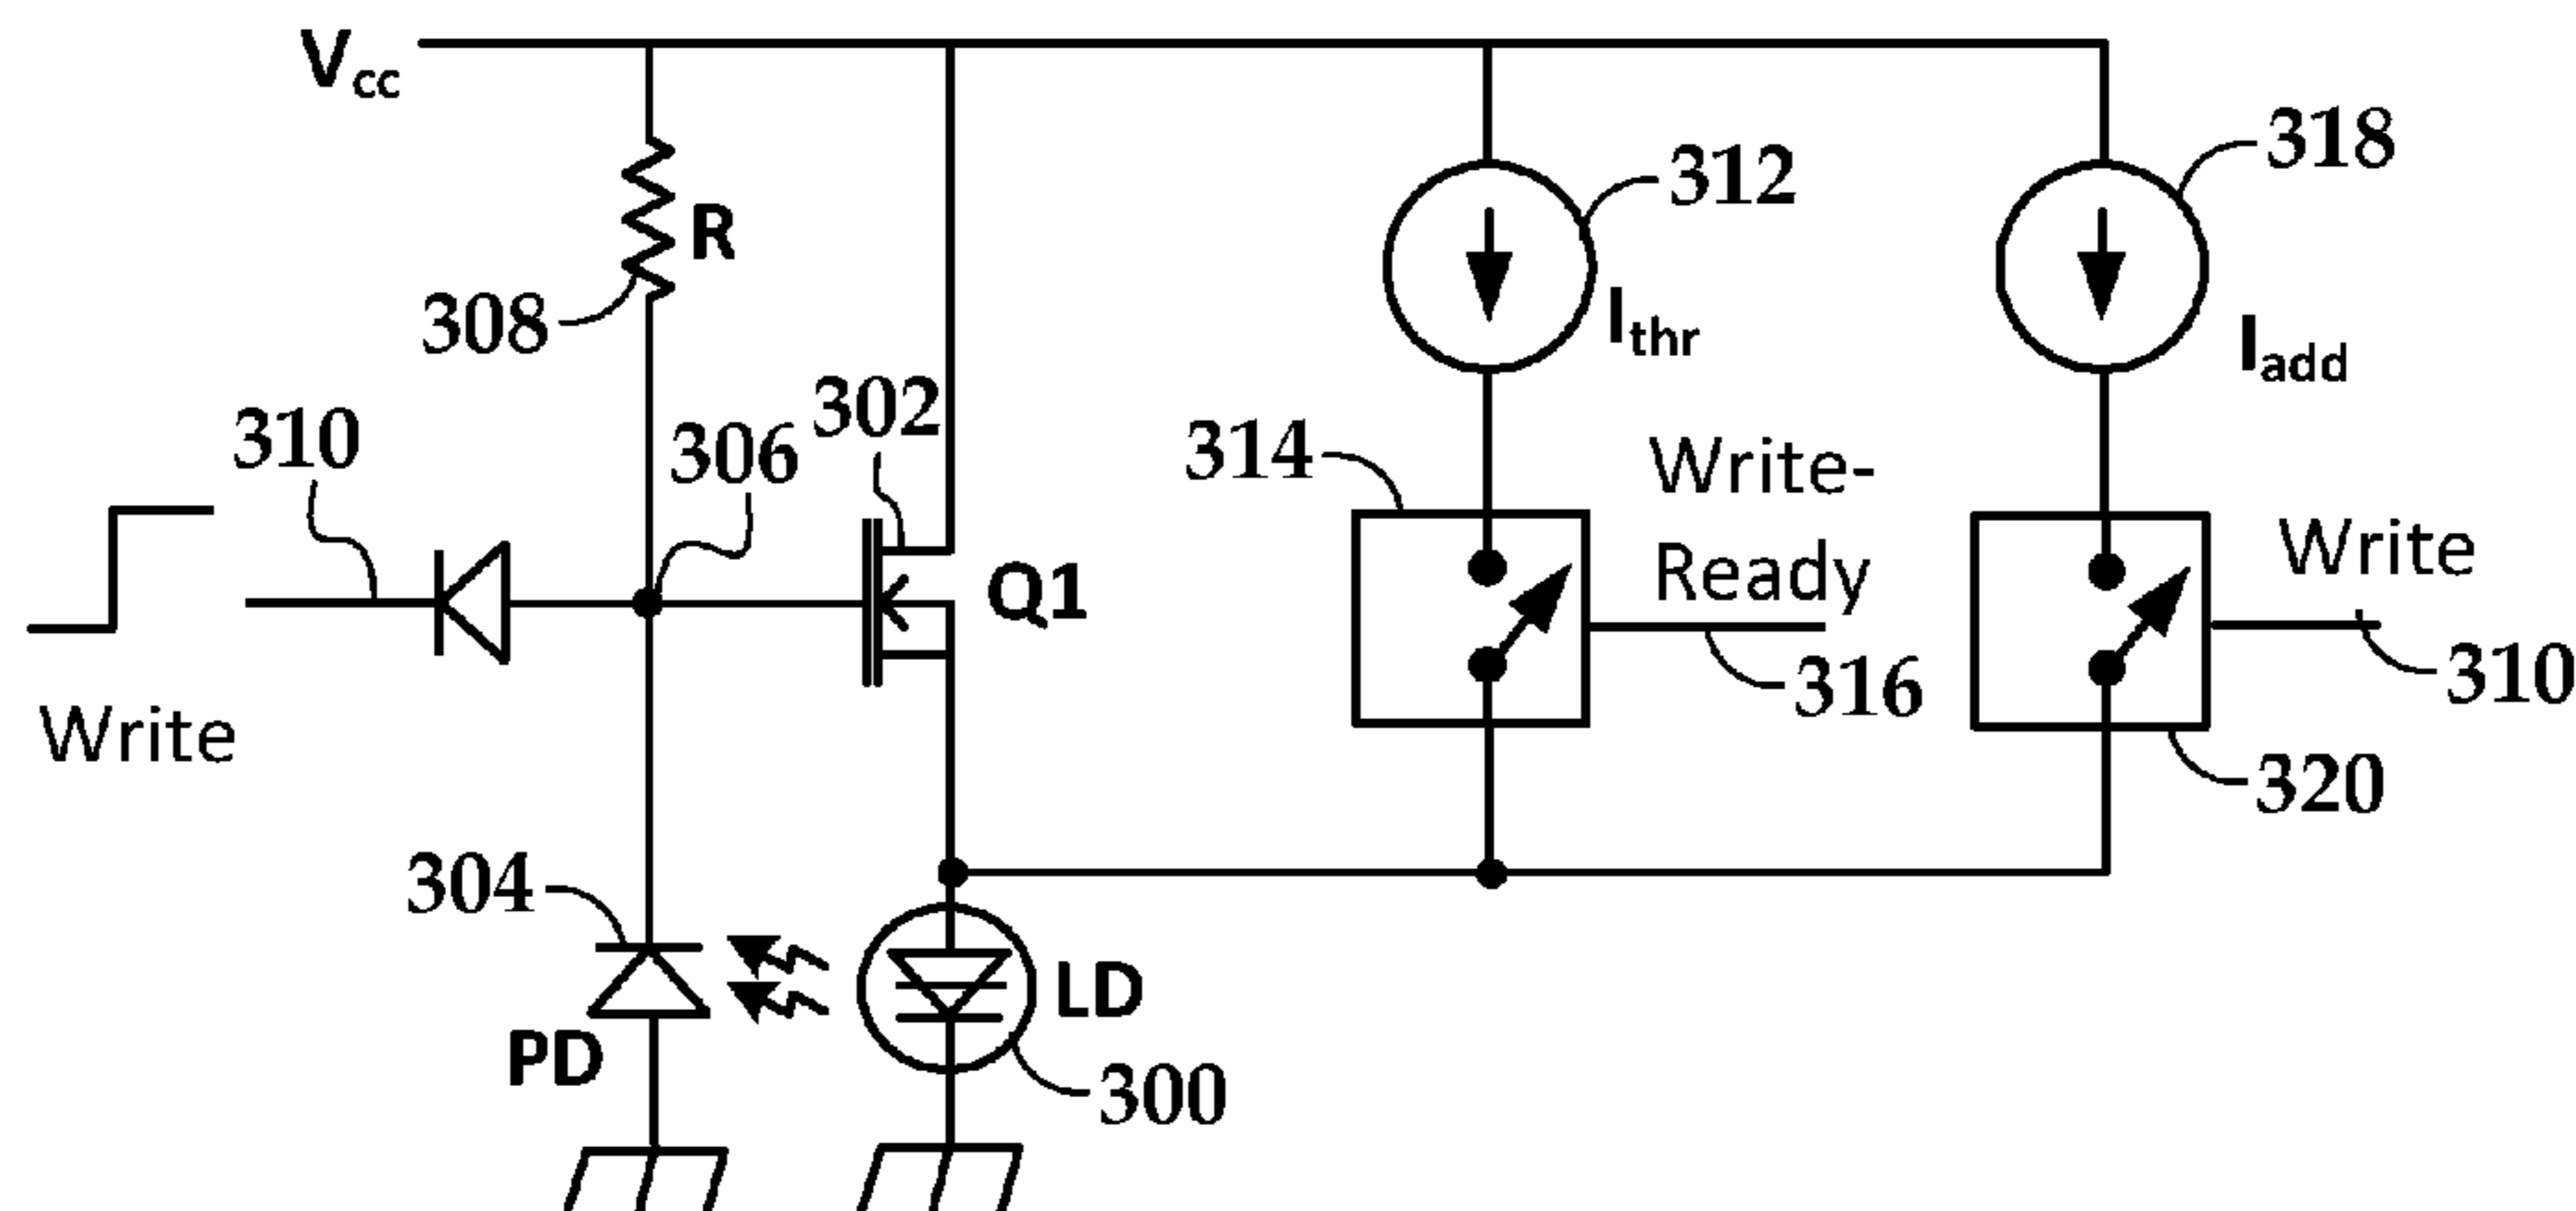 Vcc
318
312
R
308
Ithr
Iadd
302
310
306
314
Write-
Ready
Write
Q1
316
310
Write
320
304
LD
PD
300